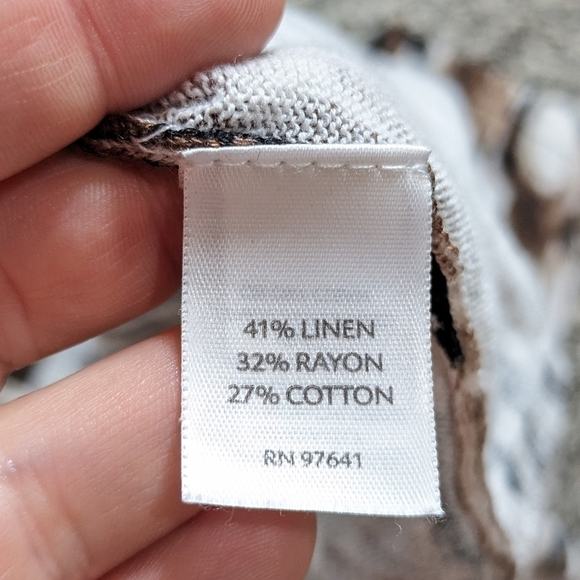 41% LINEN
32% RAYON
27% COTTON
RN 97641